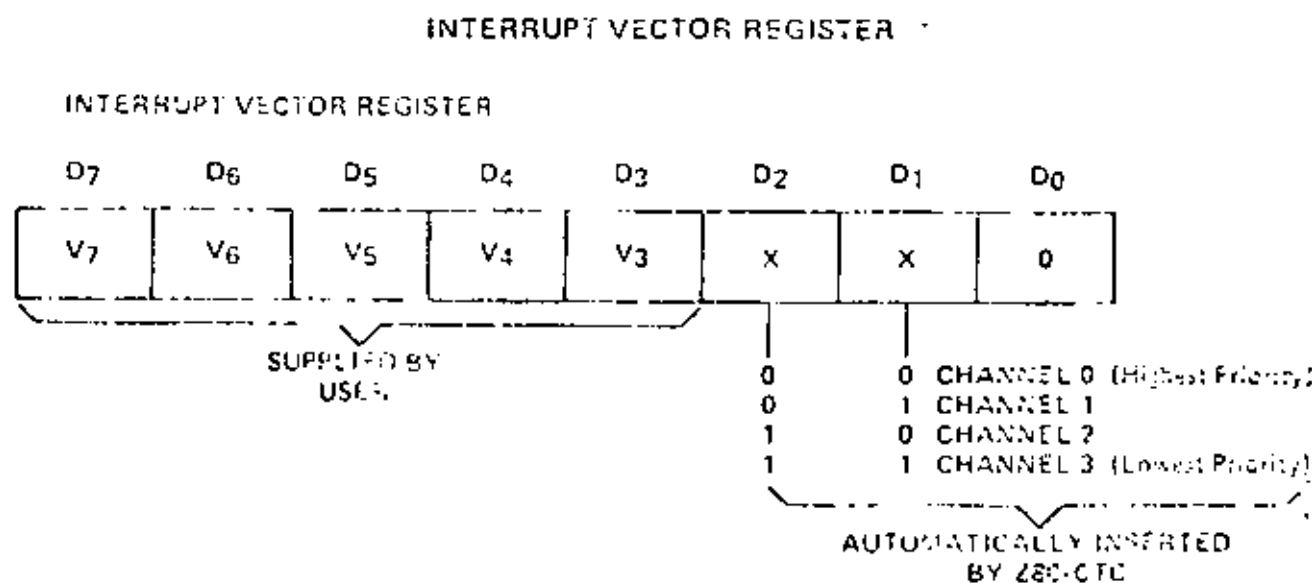 INTERRUPT VECTOR REGISTER
INTERRUPT VECTOR REGISTER
D7 D6 D5 D4 D3 D2 D1 D0
V7 V6 V5 V4 V3 X X 0
SUPPLIED BY
USER
0 0 CHANNEL 0 (Highest Priority)
0 1 CHANNEL 1
1 0 CHANNEL 2
1 1 CHANNEL 3 (Lowest Priority)
AUTOMATICALLY INSERTED
BY Z80-CTC